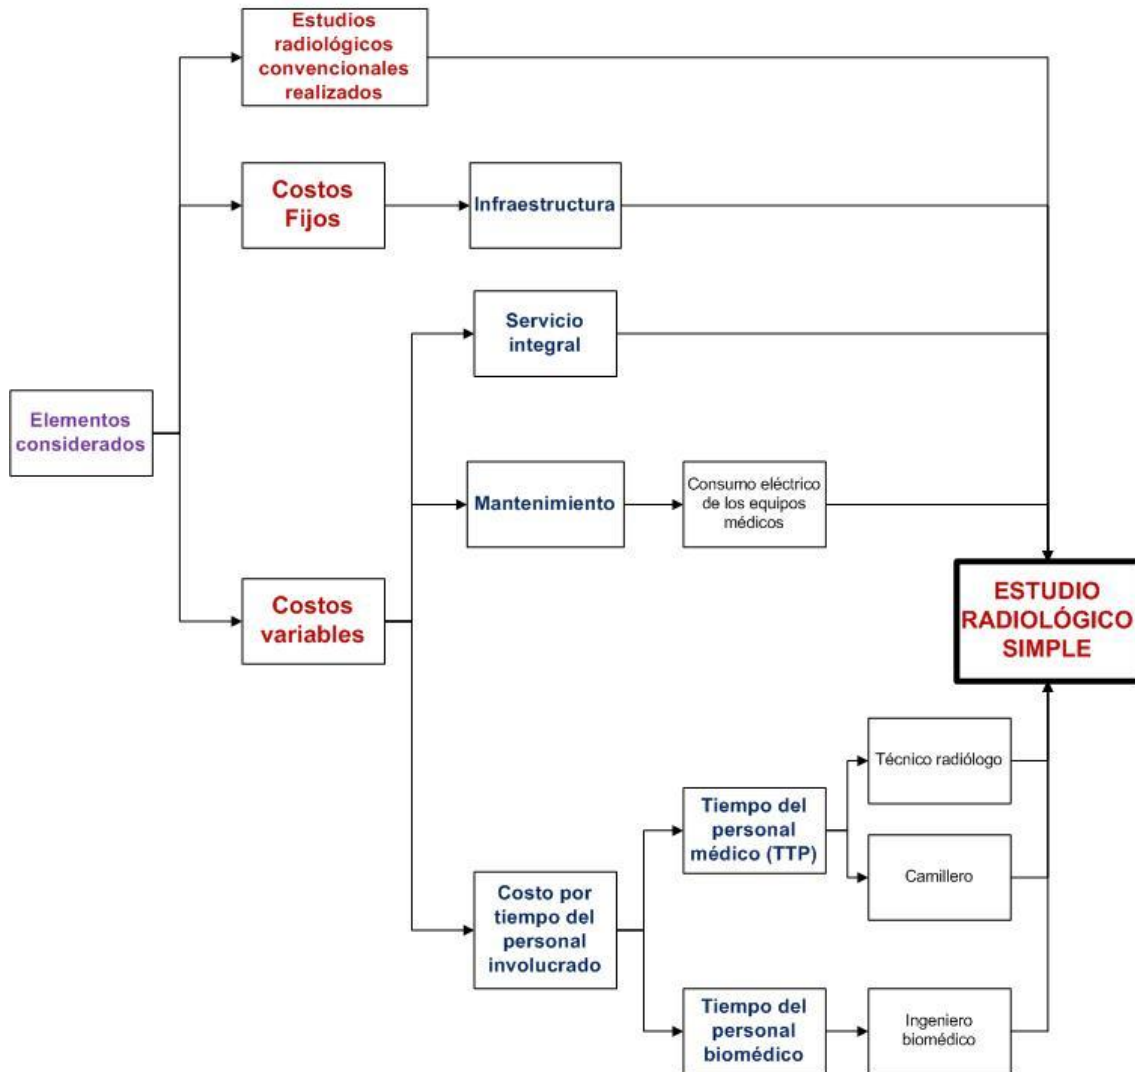 Estudios
radiológicos
convencionales
realizados
Costos
Fijos
Infraestructura
Servicio
integral
Elementos
considerados
Mantenimiento
Consumo eléctrico
de los equipos
médicos
Costos
variables
ESTUDIO
RADIOLÓGICO
SIMPLE
Técnico radiólogo
Tiempo del
personal
médico (TTP)
Camillero
Costo por
tiempo del
personal
involucrado
Tiempo del
personal
biomédico
Ingeniero
biomédico